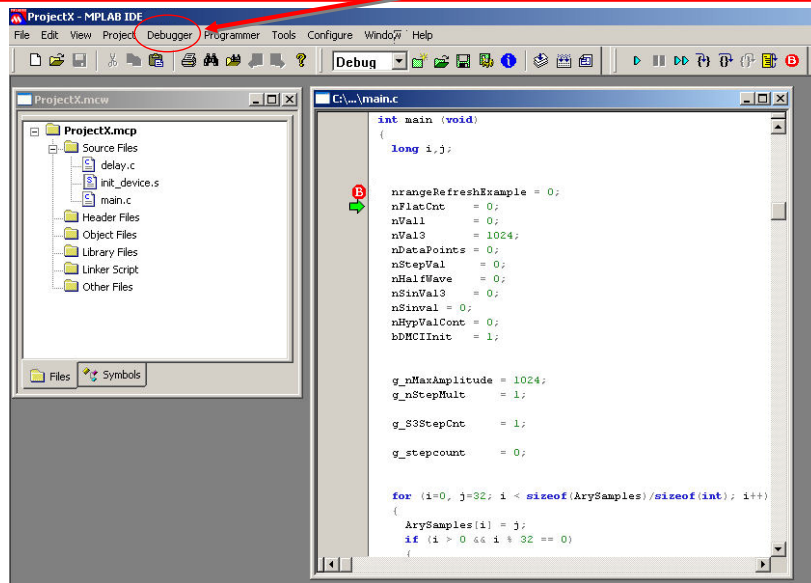 ProjectX - MPLAB IDE
File Edit View Project Debugger Programmer Tools Configure Window Help
Debug
ProjectX.mcw
ProjectX.mcp
Source Files
delay.c
init_device.s
main.c
Header Files
Object Files
Library Files
Linker Script
Other Files
Files Symbols
C:\...\main.c
int main (void)
{
long i,j;
B
nrangeRefreshExample = 0;
nFlatCnt = 0;
nVal1 = 0;
nVal3 = 1024;
nDataPoints = 0;
nStepVal = 0;
nHalfWave = 0;
nSinVal3 = 0;
nSinval = 0;
nHypValCont = 0;
bDMCIInit = 1;
g_nMaxAmplitude = 1024;
g_nStepMult = 1;
g_S3StepCnt = 1;
g_stepcount = 0;
for (i=0, j=32; i < sizeof(ArySamples)/sizeof(int); i++)
{
ArySamples[i] = j;
if (i > 0 && i % 32 == 0)
{